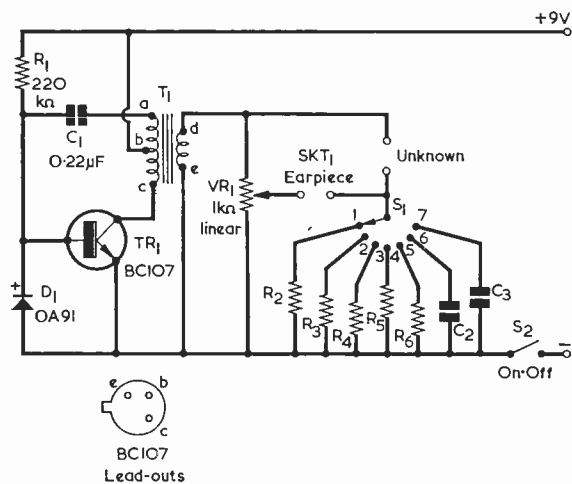 +9V
R1
220
kΩ
C1
0·22µF
a
b
c
T1
d
e
VR1
1kΩ
linear
SKT1
Earpiece
Unknown
S1
1
2
3
4
5
6
7
TR1
BC107
D1
+
OA91
R2
R3
R4
R5
R6
C2
C3
S2
On·Off
−
e
b
c
BC107
Lead-outs